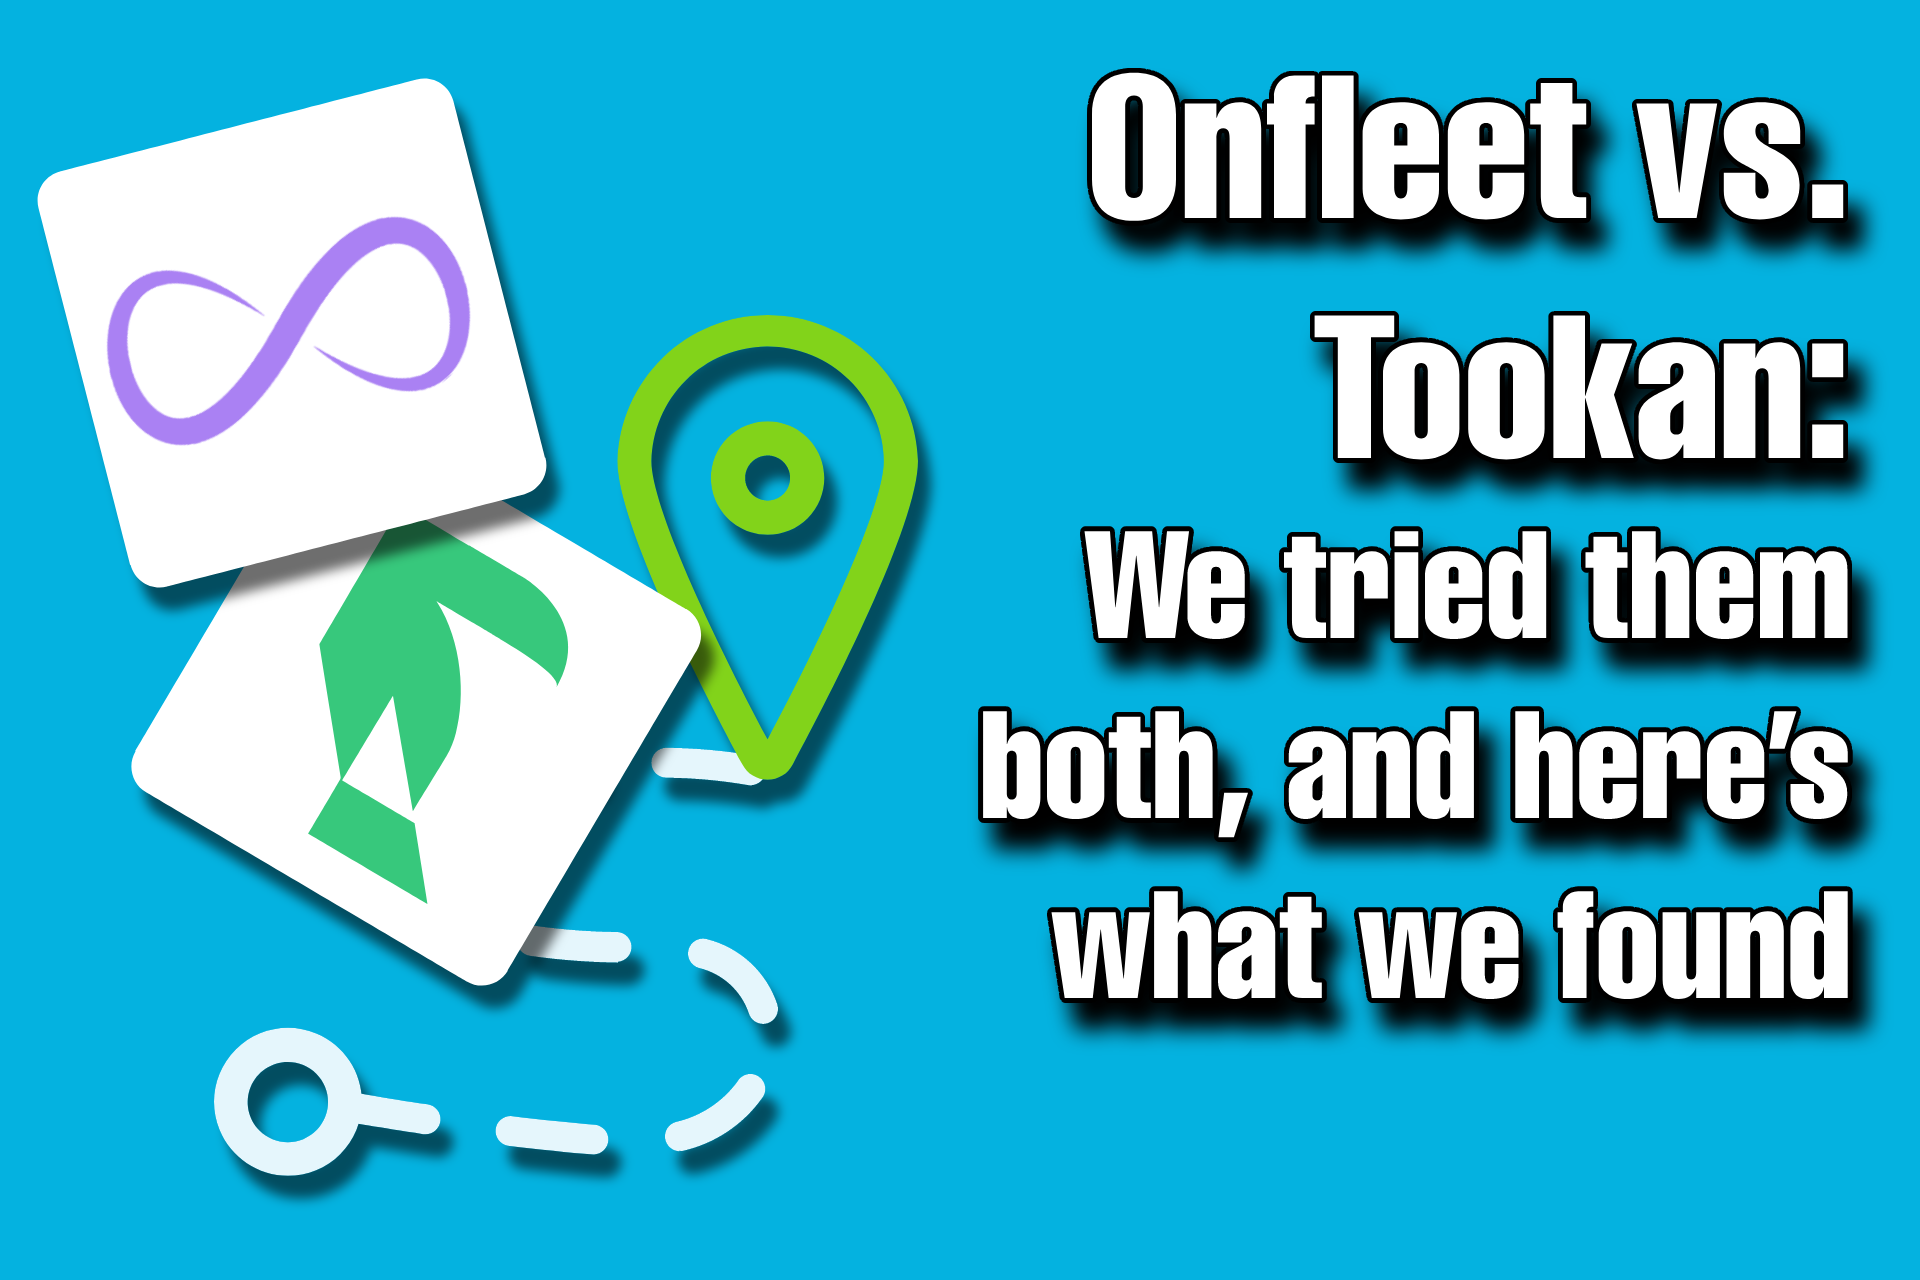 Onfleet vs.
Tookan:
We tried them
both, and here’s
what we found